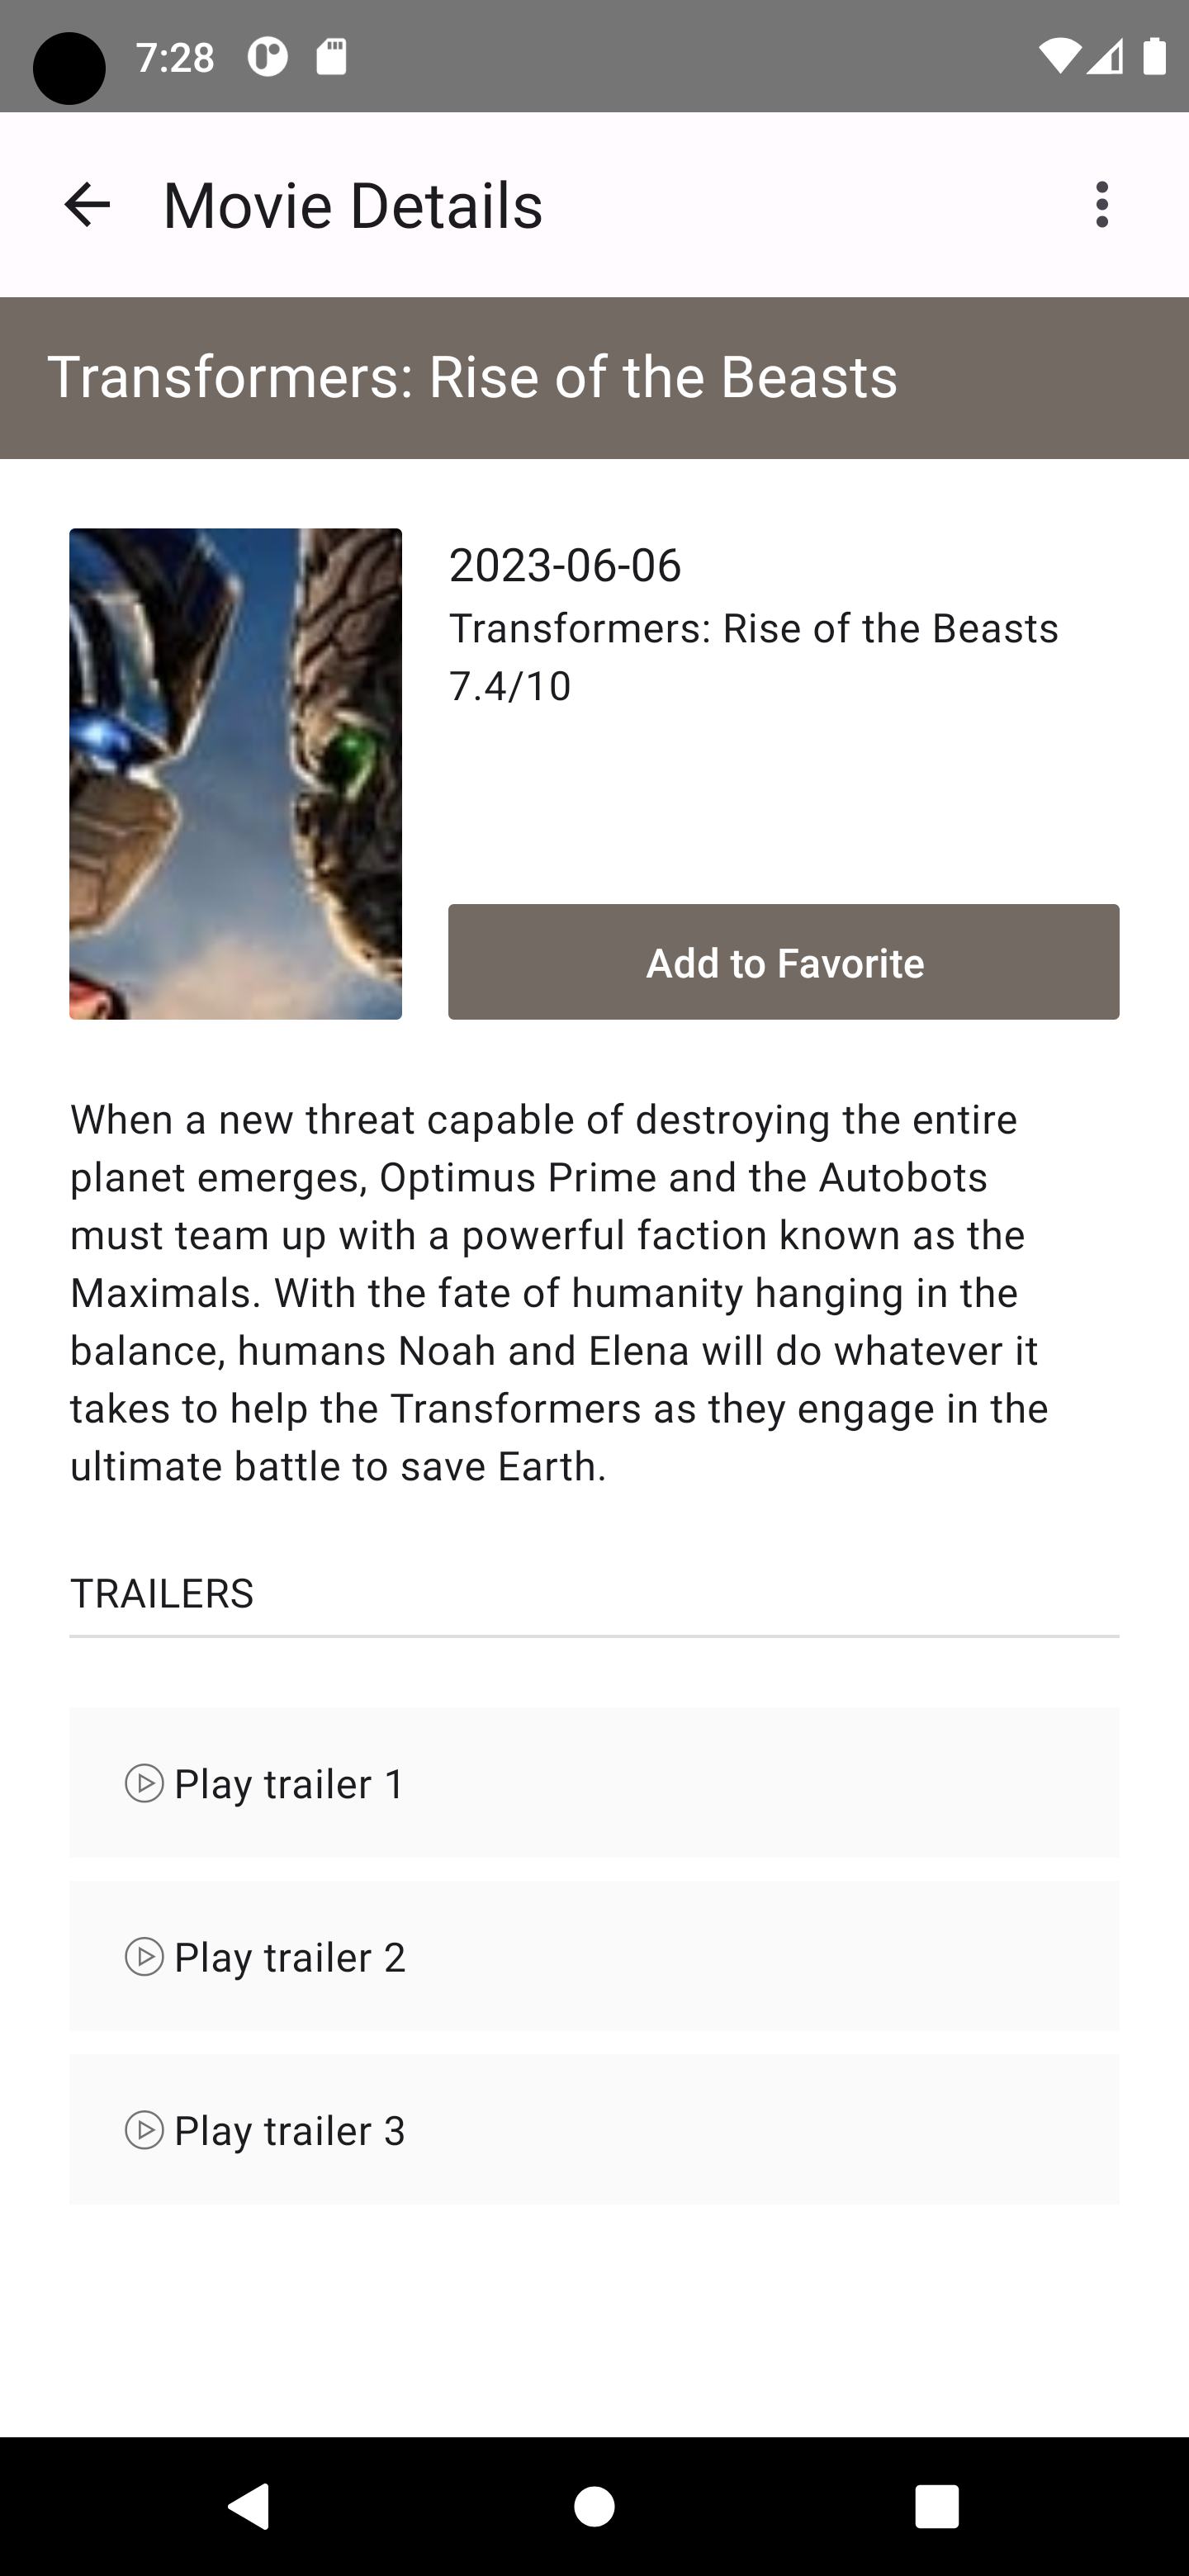 7:28
Movie Details
Transformers: Rise of the Beasts
2023-06-06
Transformers: Rise of the Beasts
7.4/10
Add to Favorite
When a new threat capable of destroying the entire
planet emerges, Optimus Prime and the Autobots
must team up with a powerful faction known as the
Maximals. With the fate of humanity hanging in the
balance, humans Noah and Elena will do whatever it
takes to help the Transformers as they engage in the
ultimate battle to save Earth.
TRAILERS
Play trailer 1
Play trailer 2
Play trailer 3